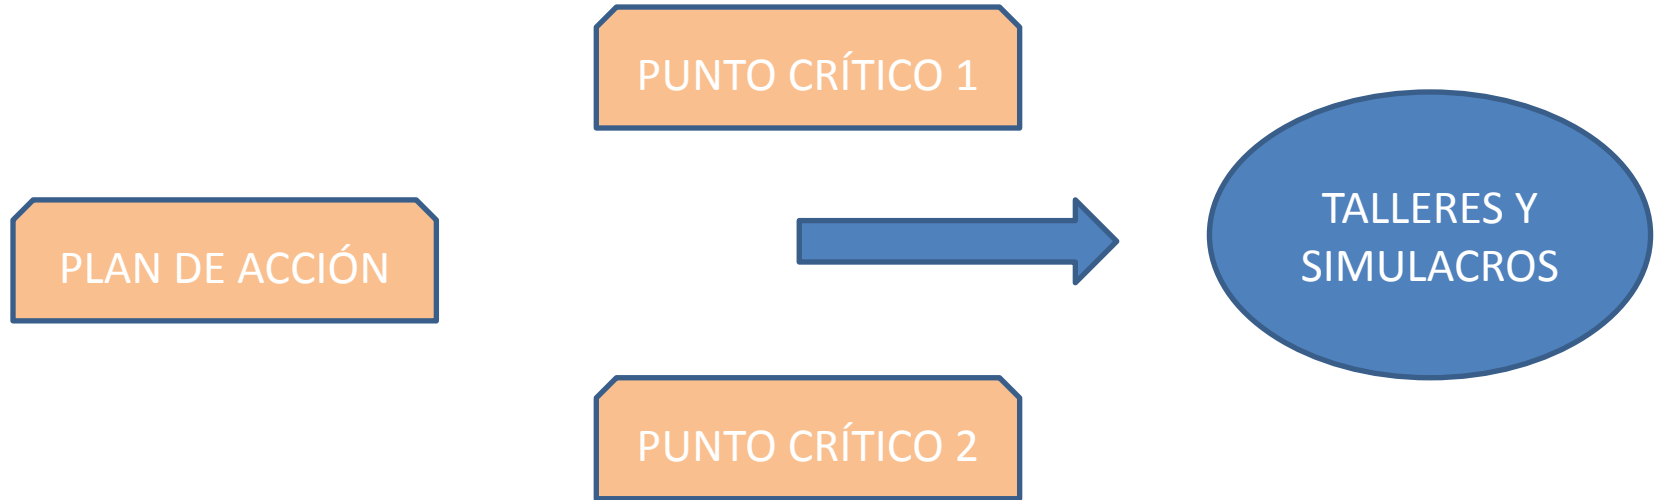 PUNTO CRÍTICO 1
PLAN DE ACCIÓN
TALLERES Y
SIMULACROS
PUNTO CRÍTICO 2